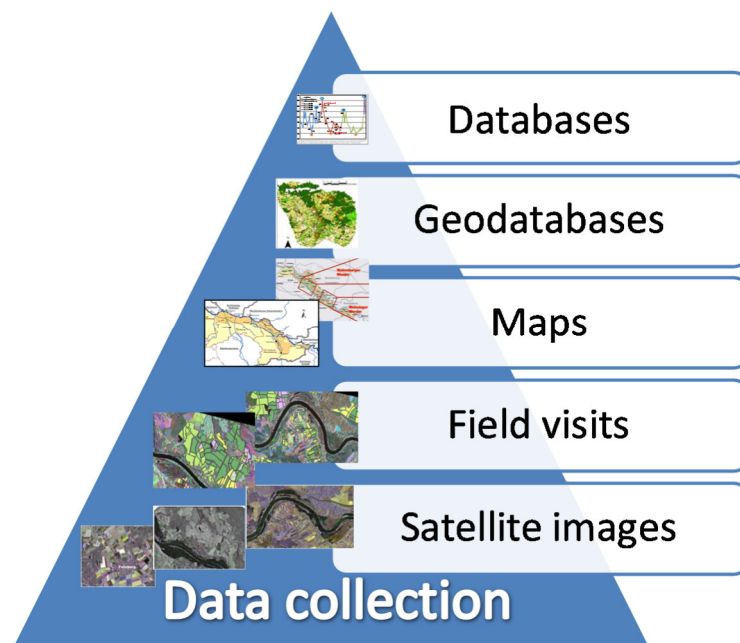 Databases
Geodatabases
Maps
Field visits
Satellite images
Data collection